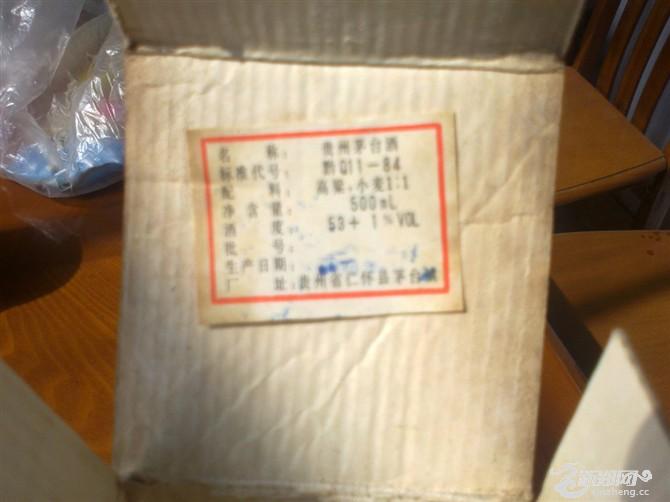 名 称: 贵州茅台酒
标准代号: 黔Q11-84
配 料: 高粱,小麦1:1
净 含 量: 500mL
酒 度: 53+ 1%VOL
批 号:
生产日期:
厂 址: 贵州省仁怀县茅台镇
xinzheng.cc